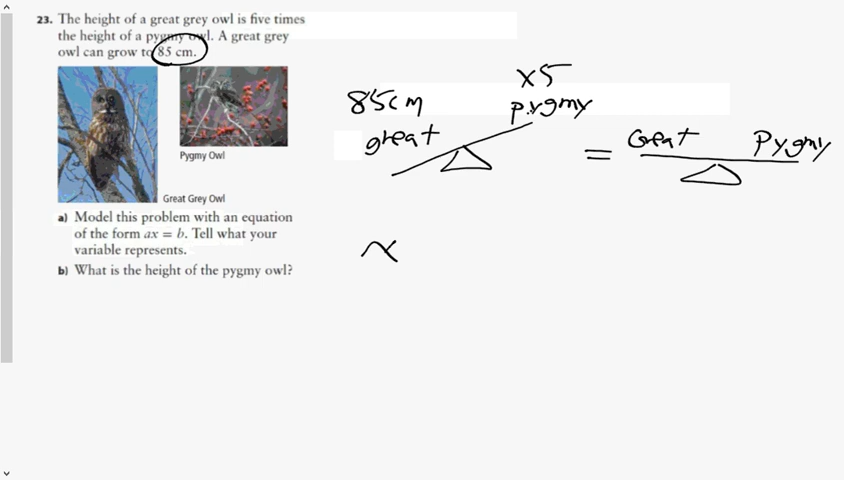 23. The height of a great grey owl is five times
the height of a pygmy owl. A great grey
owl can grow to 85 cm.
Pygmy Owl
Great Grey Owl
a) Model this problem with an equation
of the form ax = b. Tell what your
variable represents.
b) What is the height of the pygmy owl?
x5
85cm pygmy
great
= Great Pygmy
x